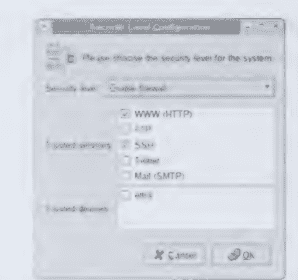 Security Level Configuration
Please choose the security level for the system.
Security level: Enable firewall
WWW (HTTP)
FTP
Trusted services: SSH
Telnet
Mail (SMTP)
Trusted devices: eth0
Cancel OK